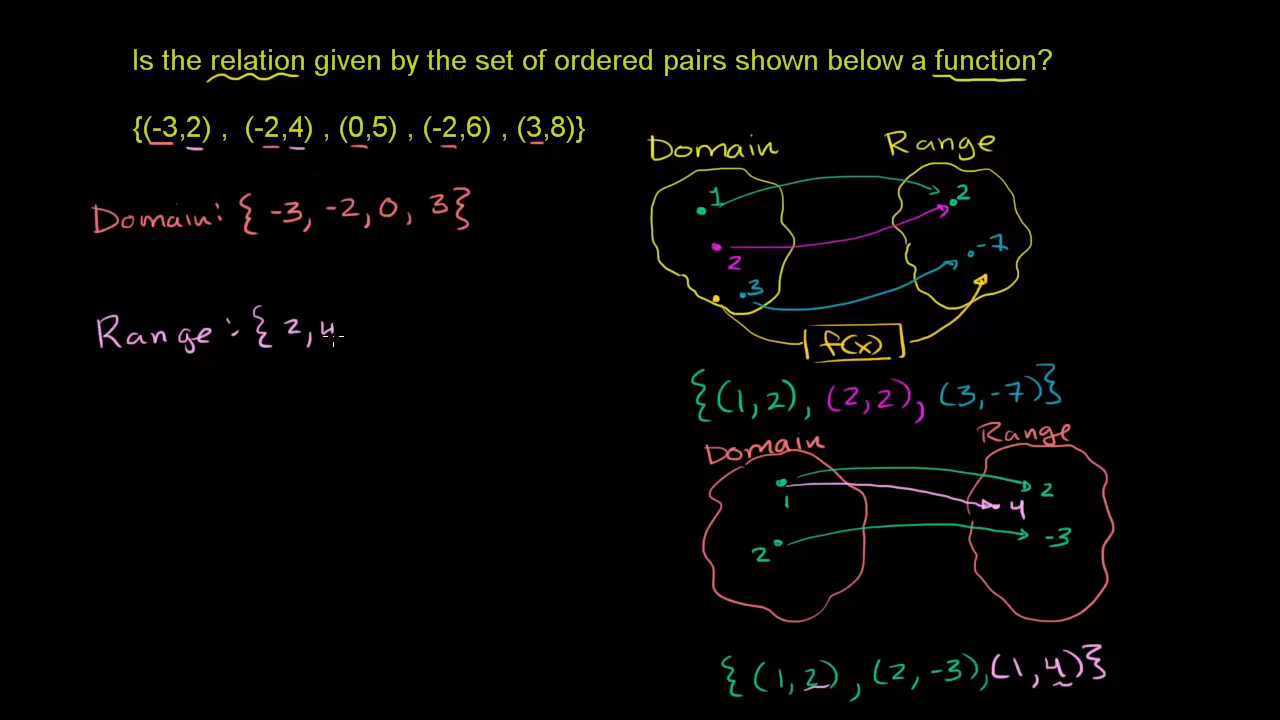 Is the relation given by the set of ordered pairs shown below a function?
{(-3,2) , (-2,4) , (0,5) , (-2,6) , (3,8)}
Domain: { -3, -2, 0, 3}
Range: { 2, 4
Domain Range
1 2
2 -7
3
f(x)
{(1, 2), (2, 2), (3, -7)}
Domain Range
1 2
4
2 -3
{(1, 2), (2, -3), (1, 4)}